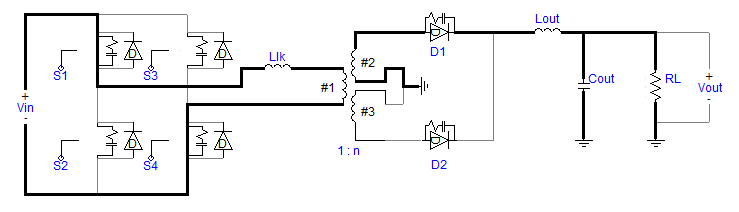 D1
Lout
S1 D S3 D
Llk
#2
#1
#3
Cout
RL
+
Vout
-
+
Vin
-
S2 D S4 D
1 : n
D2
D
D